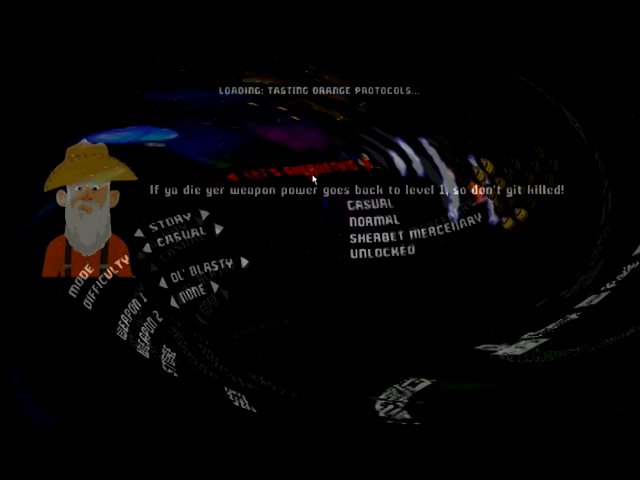 LOADING: TASTING ORANGE PROTOCOLS...
If ya die yer weapon power goes back to level 1, so don't git killed!
STORY
CASUAL
OL' BLASTY
NONE
MODE
DIFFICULTY
WEAPON 1
WEAPON 2
CASUAL
NORMAL
SHERBET MERCENARY
UNLOCKED